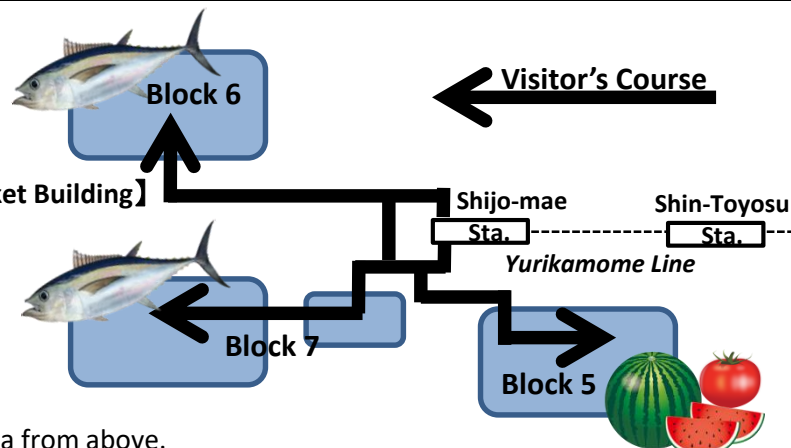 Block 6
Visitor's Course
ket Building】
Shijo-mae
Shin-Toyosu
Sta.
Sta.
Yurikamome Line
Block 7
Block 5
a from above.